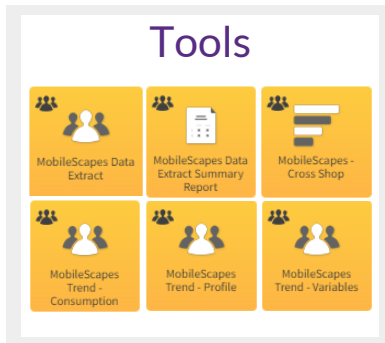 Tools
MobileScapes Data
Extract
MobileScapes Data
Extract Summary
Report
MobileScapes -
Cross Shop
MobileScapes
Trend -
Consumption
MobileScapes
Trend - Profile
MobileScapes
Trend - Variables